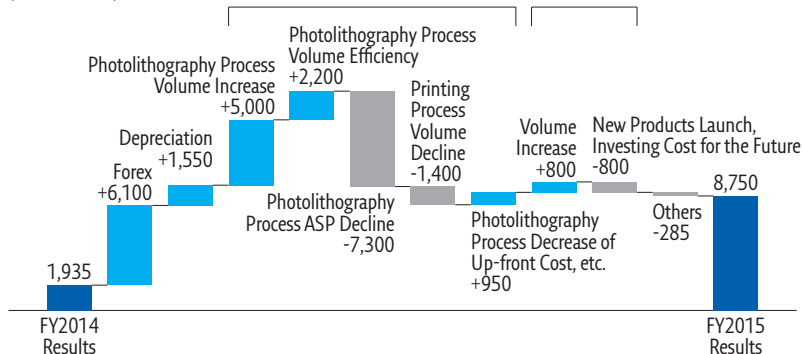 Photolithography Process
Volume Efficiency
+2,200
Photolithography Process
Volume Increase
+5,000
Printing
Process
Volume
Decline
-1,400
Depreciation
+1,550
Volume
Increase
+800
New Products Launch,
Investing Cost for the Future
-800
Forex
+6,100
8,750
Photolithography
Process ASP Decline
-7,300
Photolithography
Process Decrease of
Up-front Cost, etc.
+950
Others
-285
1,935
FY2014
Results
FY2015
Results